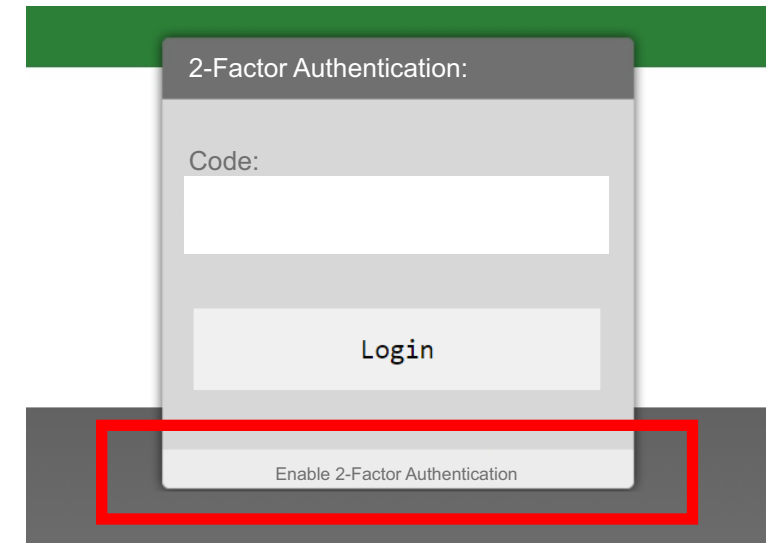 2-Factor Authentication:
Code:
Login
Enable 2-Factor Authentication